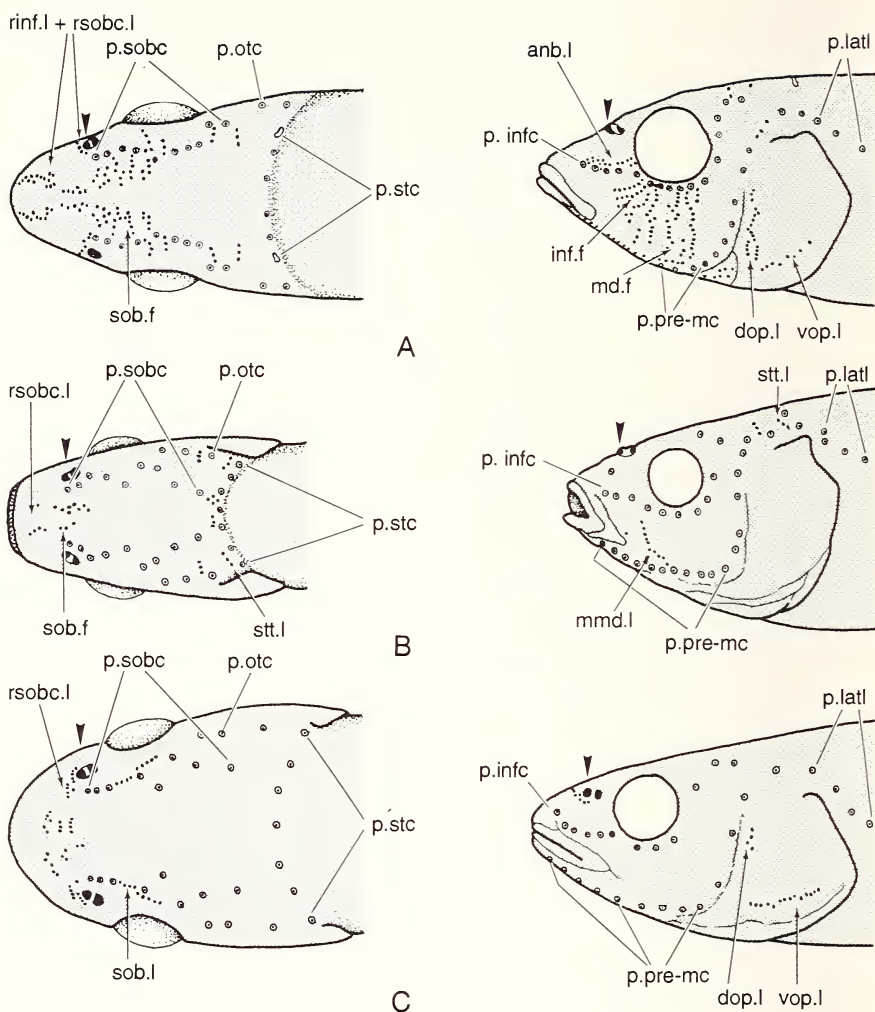 rinf.l + rsobc.l
p.sobc
p.otc
p.stc
sob.f
anb.l
p.latl
p. infc
inf.f
md.f
p.pre-mc
dop.l
vop.l
A
rsobc.l
p.sobc
p.otc
p.stc
sob.f
stt.l
stt.l
p.latl
p. infc
mmd.l
p.pre-mc
B
rsobc.l
p.sobc
p.otc
p.stc
sob.l
p.latl
p.infc
p.pre-mc
dop.l
vop.l
C